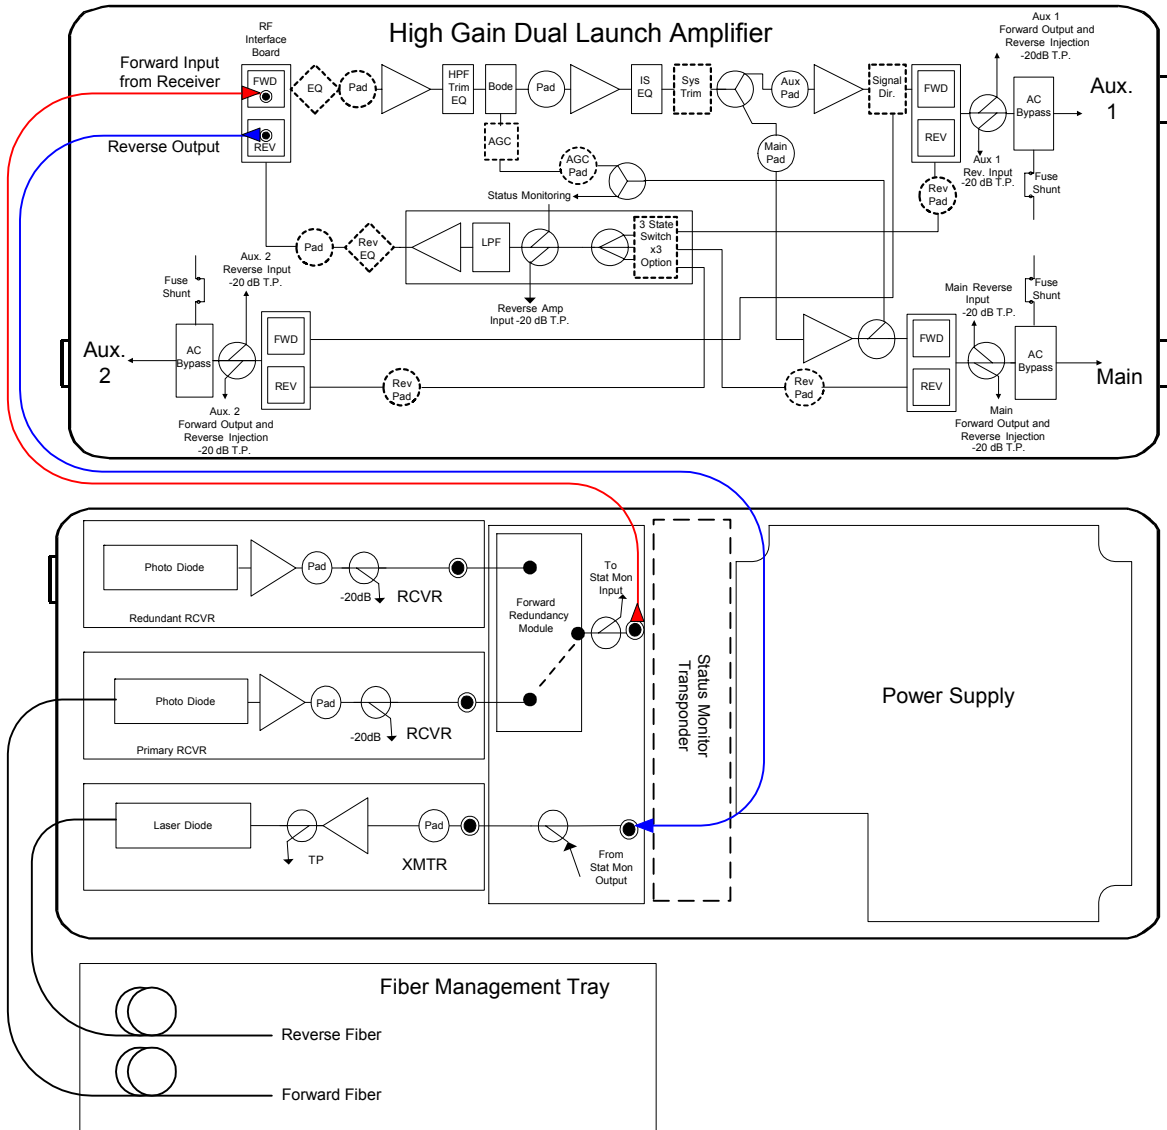 High Gain Dual Launch Amplifier
RF
Interface
Board
Forward Input
from Receiver
Reverse Output
FWD
REV
EQ
Pad
HPF
Trim
EQ
Bode
AGC
Pad
IS
EQ
Sys
Trim
Aux
Pad
Signal
Dir.
FWD
REV
Aux 1
Forward Output and
Reverse Injection
-20dB T.P.
AC
Bypass
Aux.
1
Aux 1
Rev. Input
-20 dB T.P.
Fuse
Shunt
Main
Pad
AGC
Pad
Rev
Pad
Status Monitoring
Pad
Rev
EQ
LPF
3 State
Switch
x3
Option
Reverse Amp
Input -20 dB T.P.
Aux. 2
Reverse Input
-20 dB T.P.
Fuse
Shunt
Aux.
2
AC
Bypass
FWD
REV
Rev
Pad
Aux. 2
Forward Output and
Reverse Injection
-20 dB T.P.
Main Reverse
Input
-20 dB T.P.
Fuse
Shunt
Rev
Pad
FWD
REV
AC
Bypass
Main
Main
Forward Output and
Reverse Injection
-20 dB T.P.
Photo Diode
Pad
-20dB
RCVR
Redundant RCVR
Forward
Redundancy
Module
To
Stat Mon
Input
Photo Diode
Pad
-20dB
RCVR
Primary RCVR
Laser Diode
TP
Pad
XMTR
From
Stat Mon
Output
Status Monitor
Transponder
Power Supply
Fiber Management Tray
Reverse Fiber
Forward Fiber